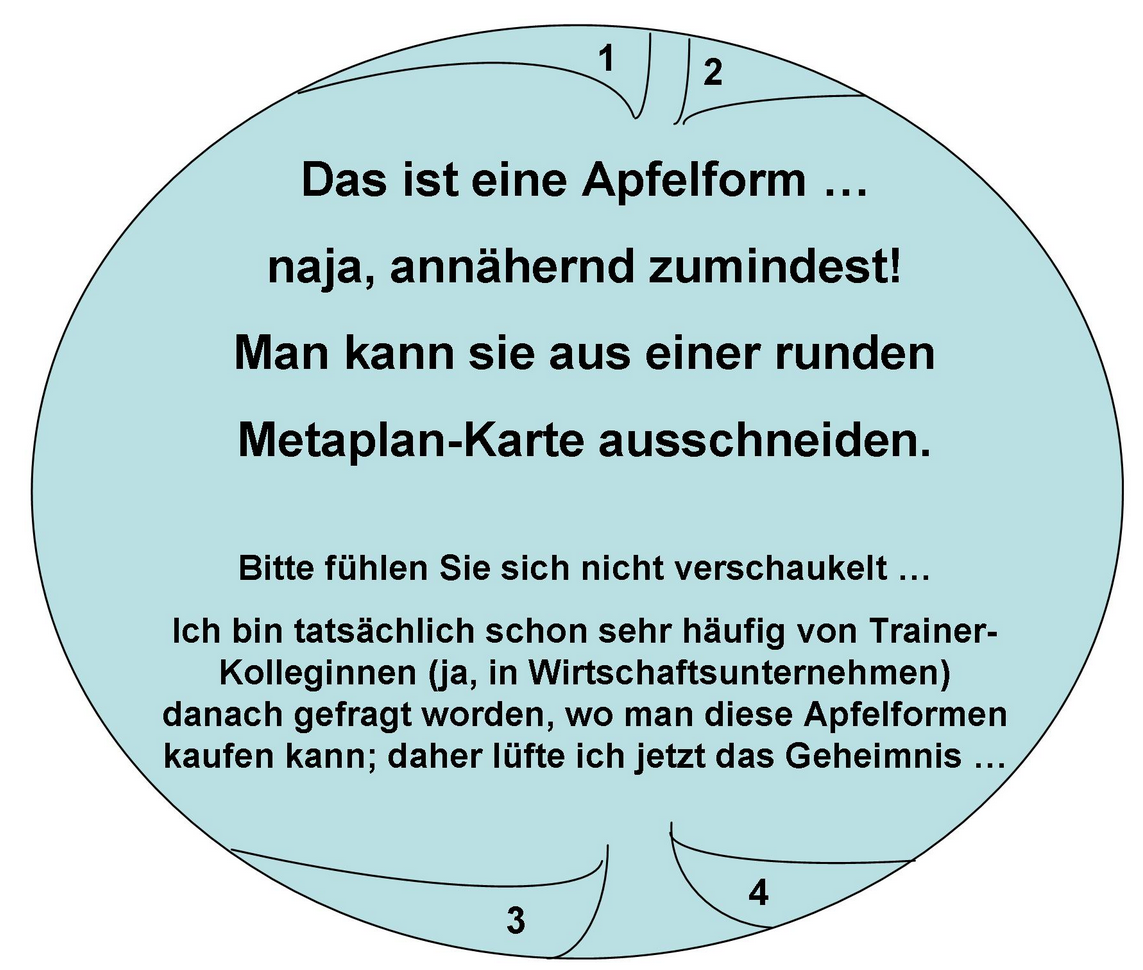 1
2
Das ist eine Apfelform …
naja, annähernd zumindest!
Man kann sie aus einer runden
Metaplan-Karte ausschneiden.
Bitte fühlen Sie sich nicht verschaukelt …
Ich bin tatsächlich schon sehr häufig von Trainer-
Kolleginnen (ja, in Wirtschaftsunternehmen)
danach gefragt worden, wo man diese Apfelformen
kaufen kann; daher lüfte ich jetzt das Geheimnis …
3
4